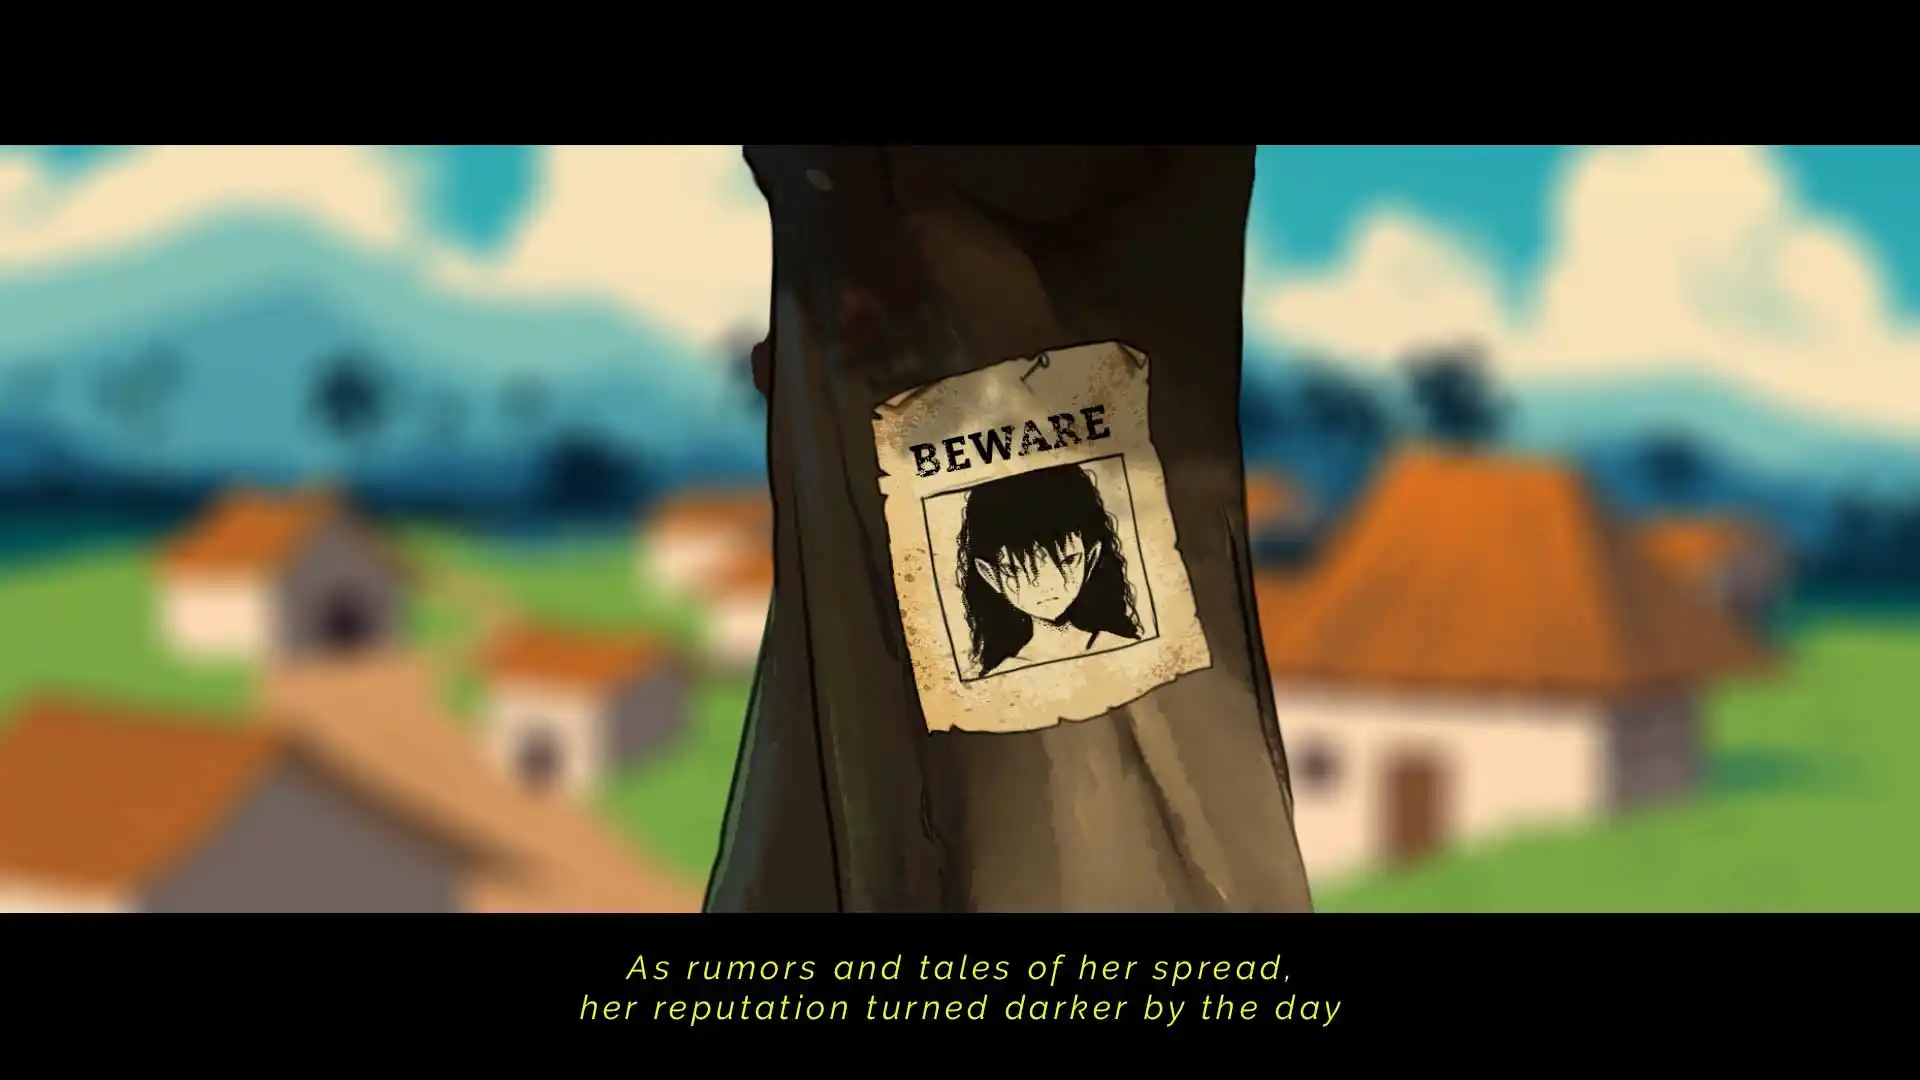 BEWARE
As rumors and tales of her spread,
her reputation turned darker by the day